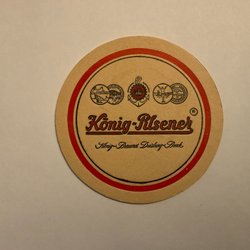 König-Pilsener ®
König-Brauerei Duisburg-Beeck